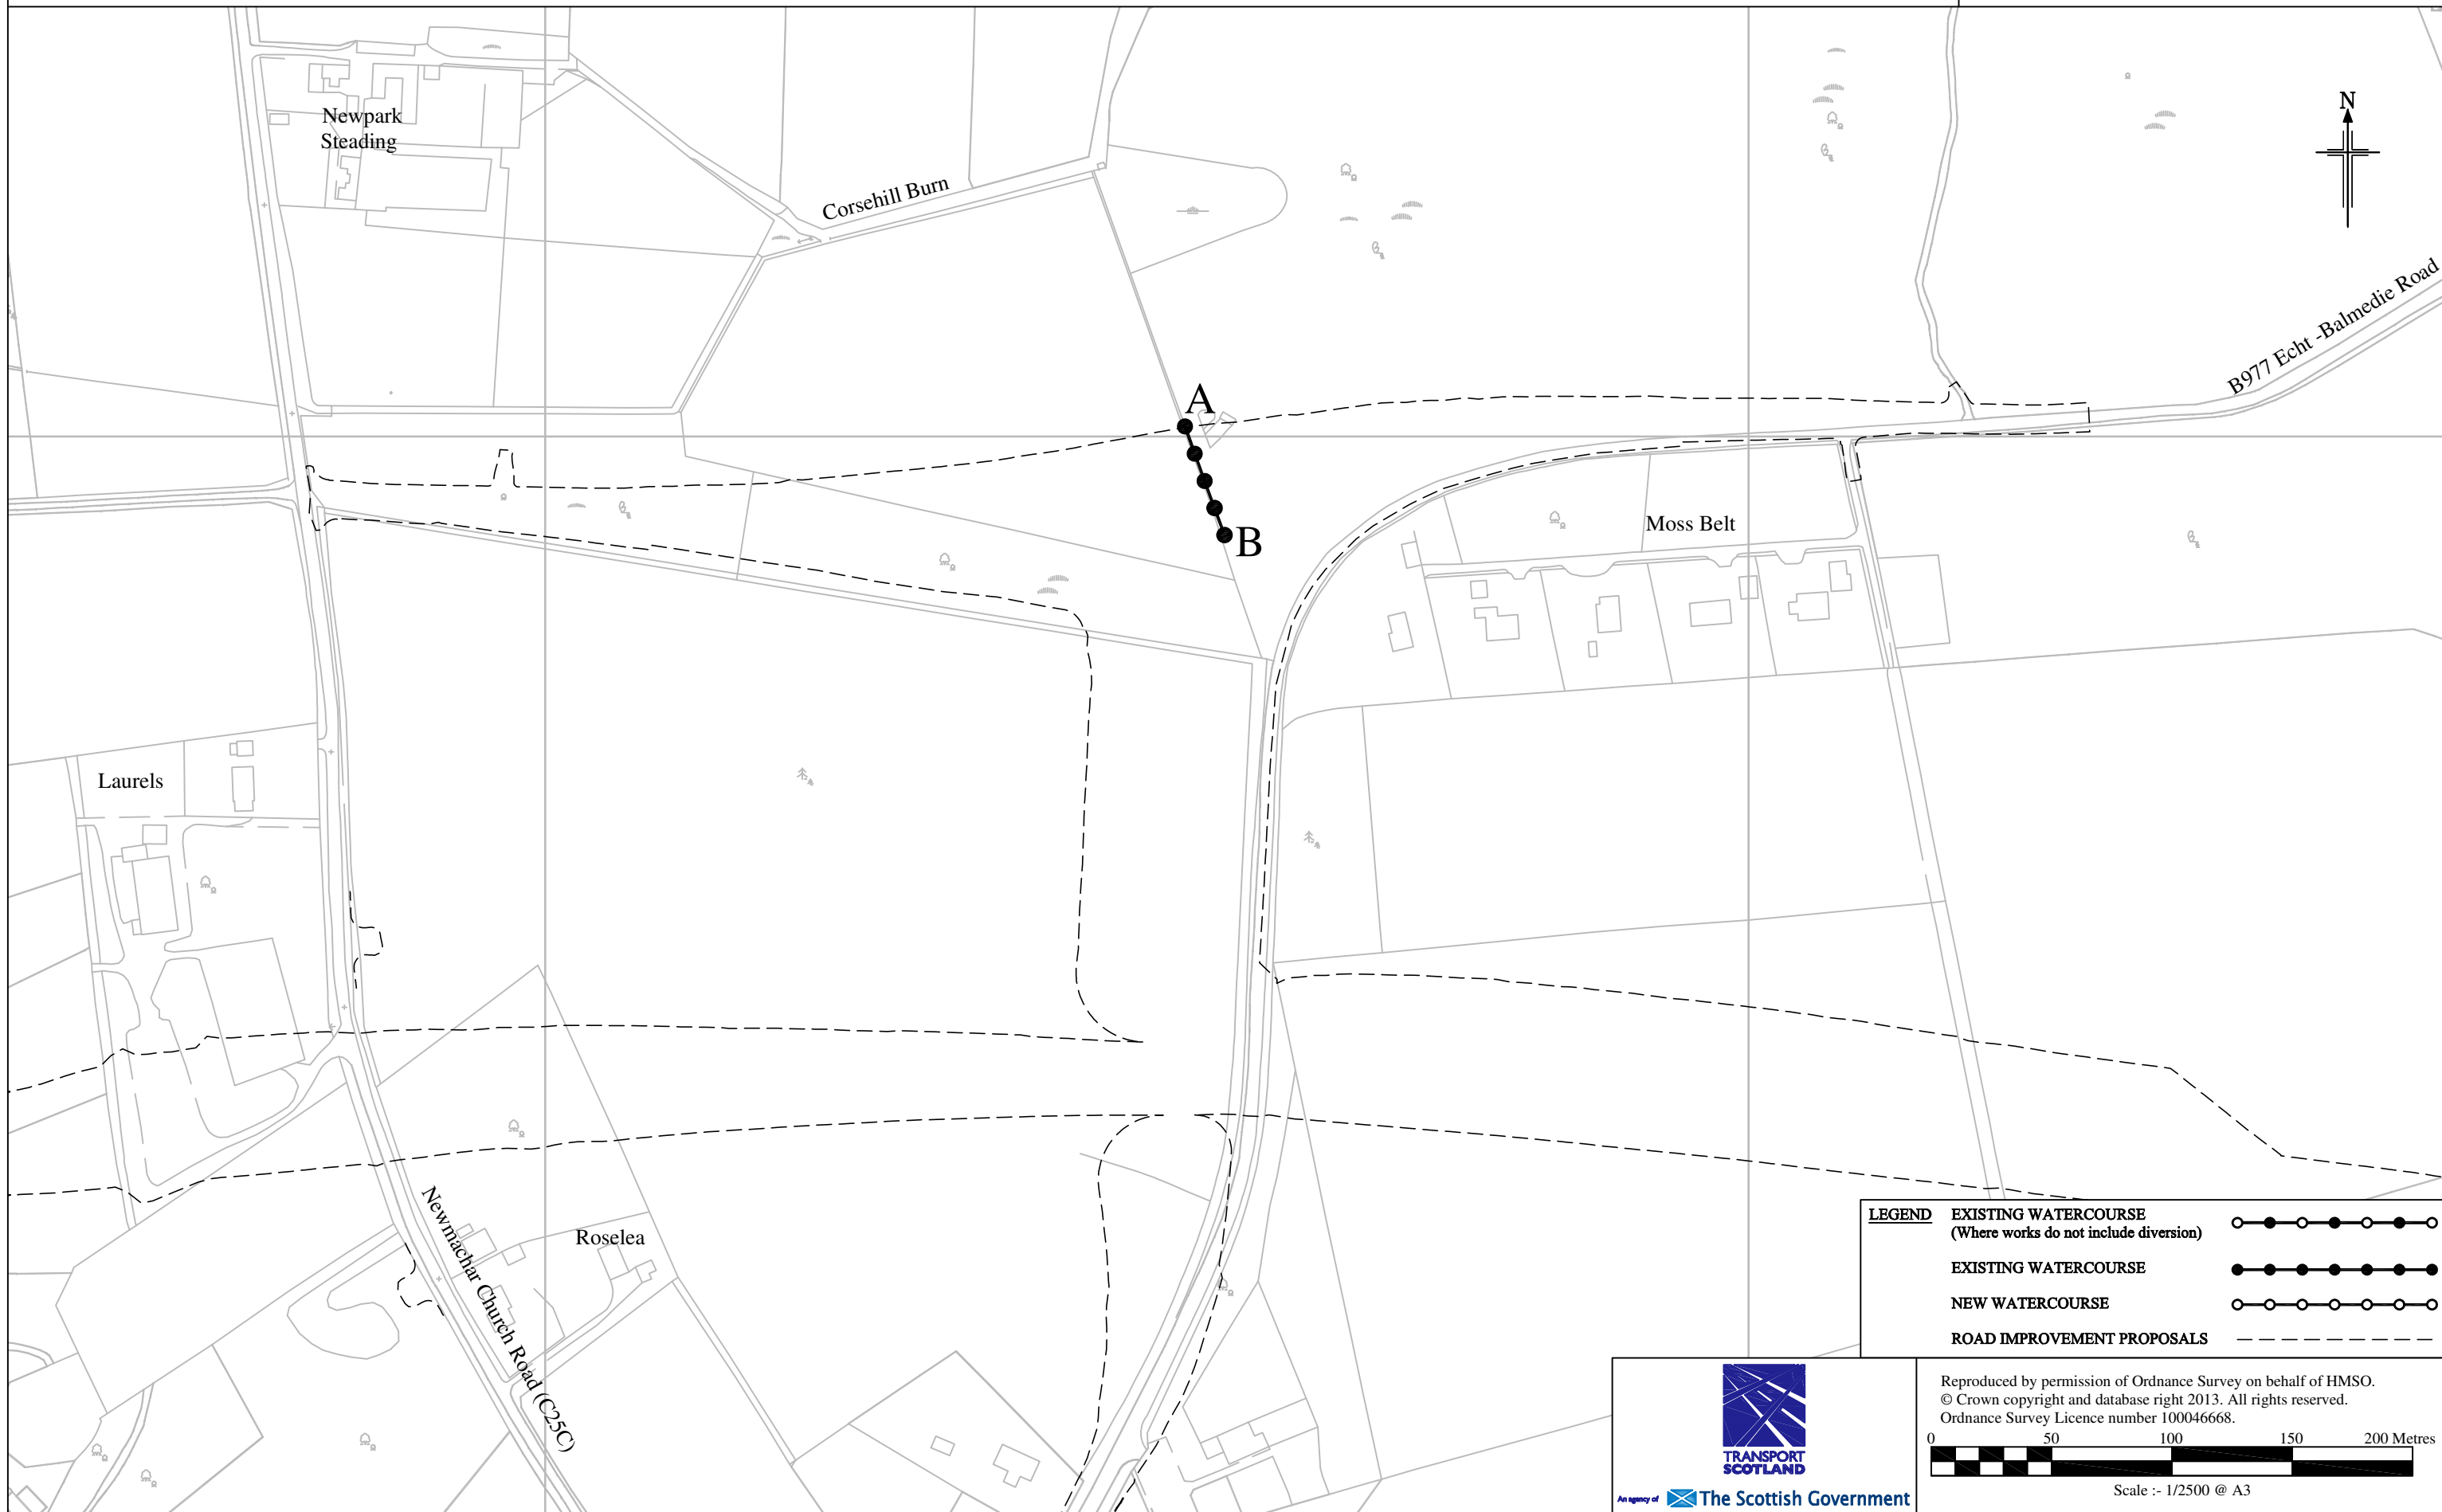 Newpark
Steading
Corsehill Burn
N
B977 Echt -Balmedie Road
A
B
Moss Belt
Laurels
Newmachar Church Road (C25C)
Roselea
LEGEND
EXISTING WATERCOURSE
(Where works do not include diversion)
EXISTING WATERCOURSE
NEW WATERCOURSE
ROAD IMPROVEMENT PROPOSALS
TRANSPORT
SCOTLAND
An agency of The Scottish Government
Reproduced by permission of Ordnance Survey on behalf of HMSO.
© Crown copyright and database right 2013. All rights reserved.
Ordnance Survey Licence number 100046668.
0 50 100 150 200 Metres
Scale :- 1/2500 @ A3